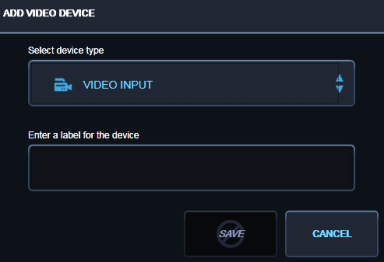 ADD VIDEO DEVICE
Select device type
VIDEO INPUT
Enter a label for the device
SAVE
CANCEL